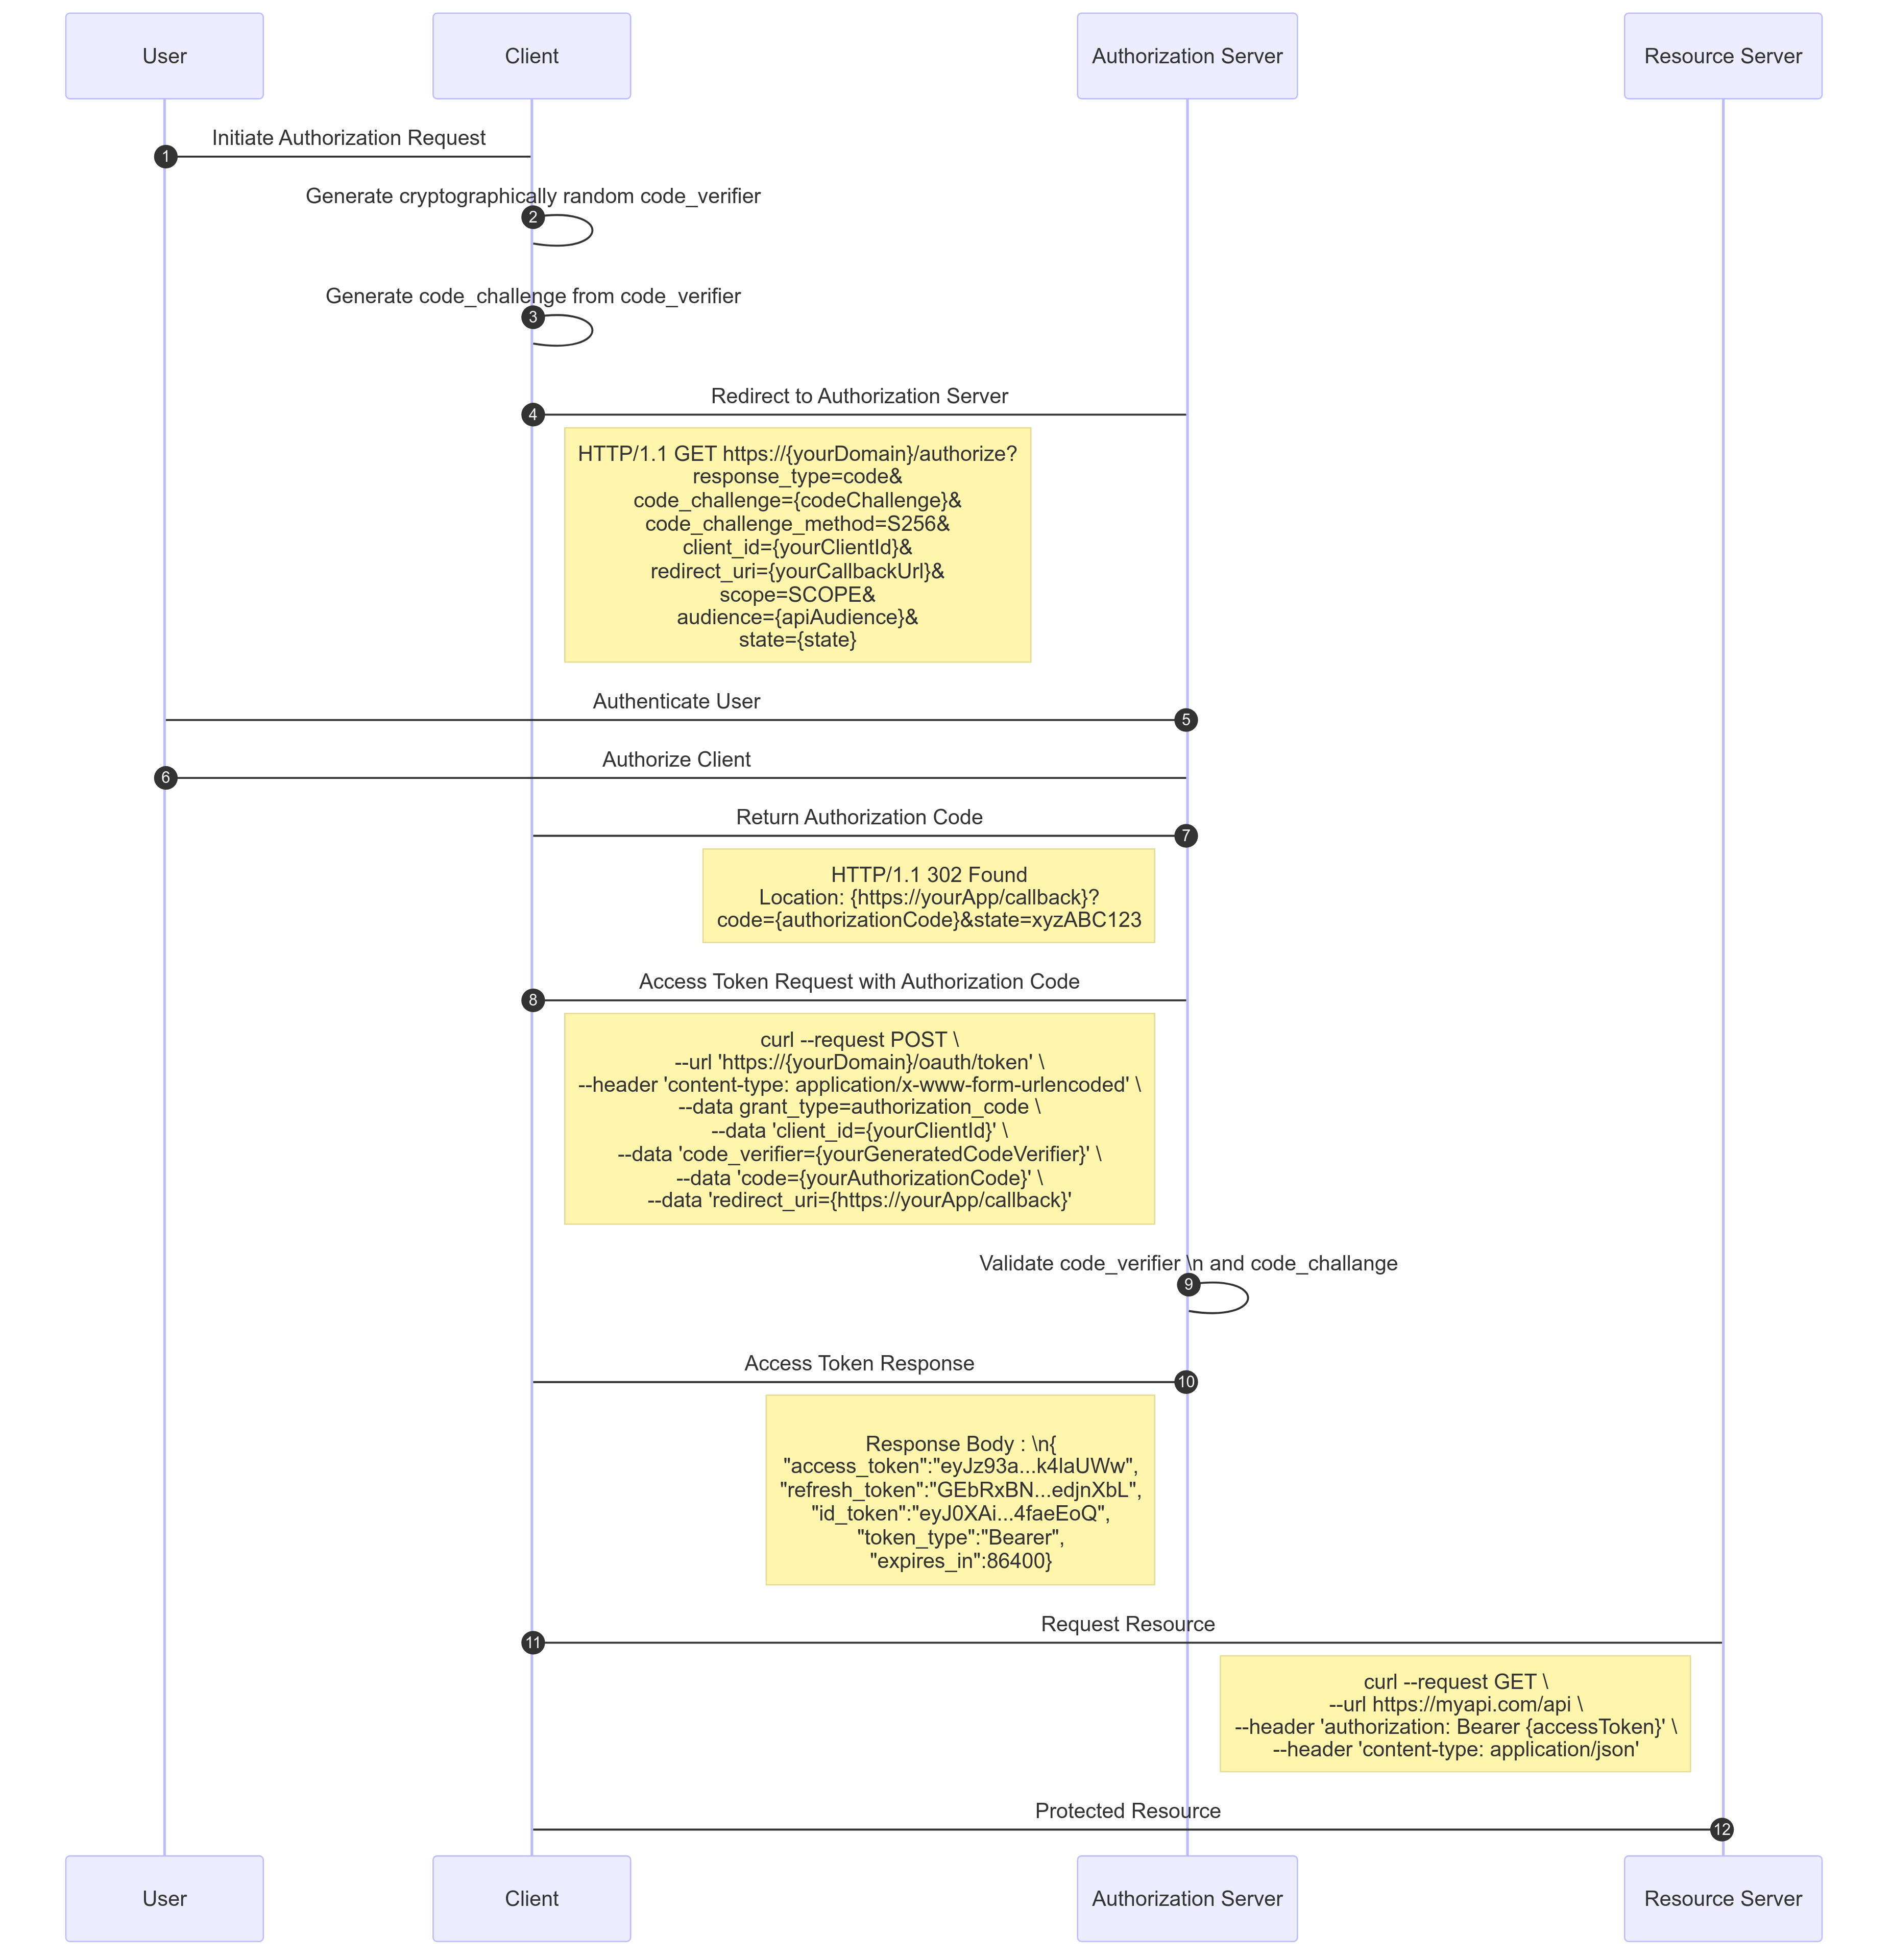 User
Client
Authorization Server
Resource Server
Initiate Authorization Request
1
Generate cryptographically random code_verifier
2
Generate code_challenge from code_verifier
3
Redirect to Authorization Server
4
HTTP/1.1 GET https://{yourDomain}/authorize?
response_type=code&
code_challenge={codeChallenge}&
code_challenge_method=S256&
client_id={yourClientId}&
redirect_uri={yourCallbackUrl}&
scope=SCOPE&
audience={apiAudience}&
state={state}
Authenticate User
5
Authorize Client
6
Return Authorization Code
7
HTTP/1.1 302 Found
Location: {https://yourApp/callback}?
code={authorizationCode}&state=xyzABC123
Access Token Request with Authorization Code
8
curl --request POST \
--url 'https://{yourDomain}/oauth/token' \
--header 'content-type: application/x-www-form-urlencoded' \
--data grant_type=authorization_code \
--data 'client_id={yourClientId}' \
--data 'code_verifier={yourGeneratedCodeVerifier}' \
--data 'code={yourAuthorizationCode}' \
--data 'redirect_uri={https://yourApp/callback}'
Validate code_verifier \n and code_challange
9
Access Token Response
10
Response Body : \n{
"access_token":"eyJz93a...k4laUWw",
"refresh_token":"GEbRxBN...edjnXbL",
"id_token":"eyJ0XAi...4faeEoQ",
"token_type":"Bearer",
"expires_in":86400}
Request Resource
11
curl --request GET \
--url https://myapi.com/api \
--header 'authorization: Bearer {accessToken}' \
--header 'content-type: application/json'
Protected Resource
12
User
Client
Authorization Server
Resource Server